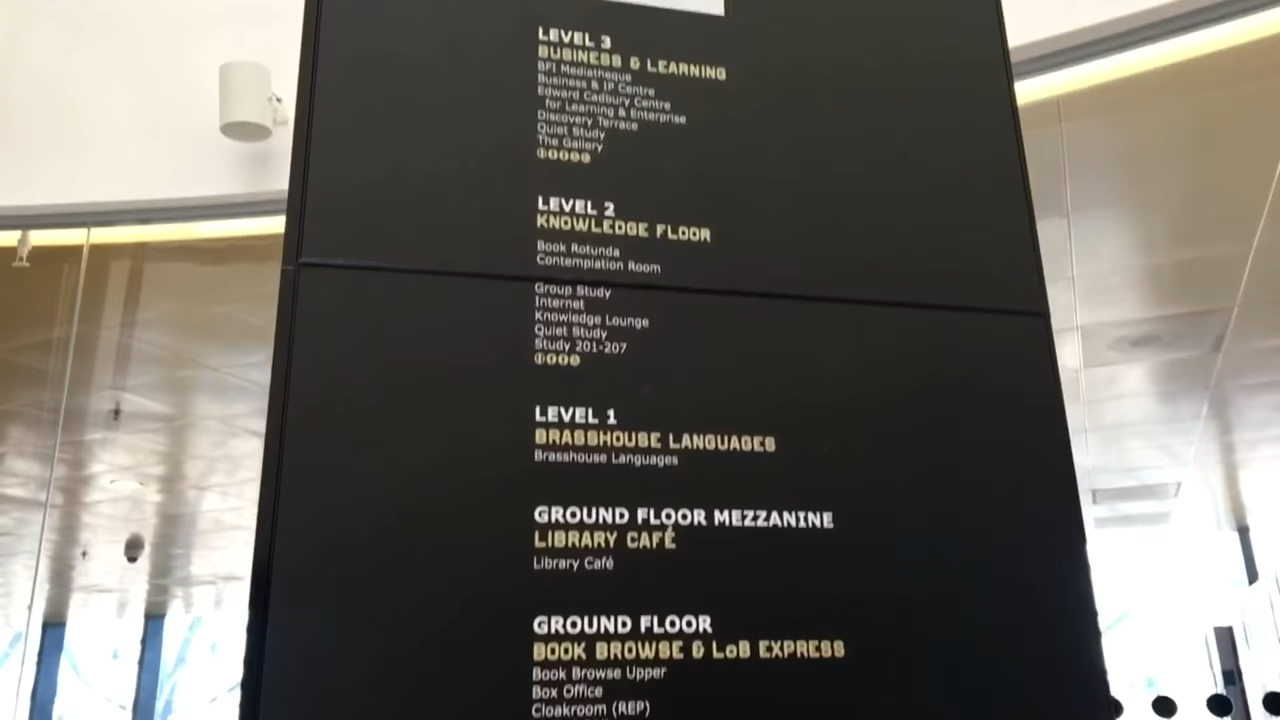 LEVEL 3
BUSINESS & LEARNING
BFI Mediatheque
Business & IP Centre
Edward Cadbury Centre
for Learning & Enterprise
Discovery Terrace
Quiet Study
The Gallery
LEVEL 2
KNOWLEDGE FLOOR
Book Rotunda
Contemplation Room
Group Study
Internet
Knowledge Lounge
Quiet Study
Study 201-207
LEVEL 1
BRASSHOUSE LANGUAGES
Brasshouse Languages
GROUND FLOOR MEZZANINE
LIBRARY CAFÉ
Library Café
GROUND FLOOR
BOOK BROWSE & LoB EXPRESS
Book Browse Upper
Box Office
Cloakroom (REP)